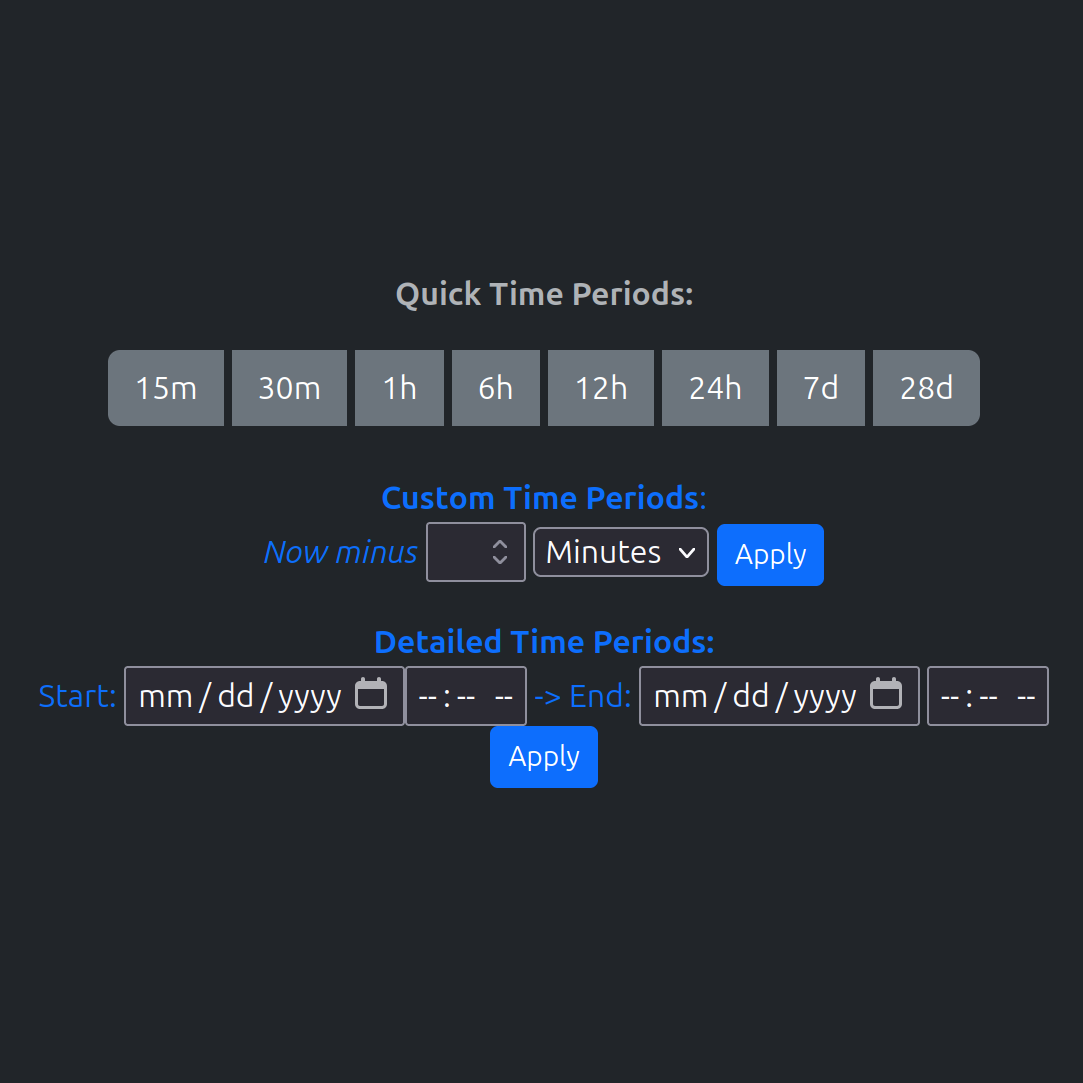 Quick Time Periods:
15m 30m 1h 6h 12h 24h 7d 28d
Custom Time Periods:
Now minus Minutes Apply
Detailed Time Periods:
Start: mm/dd/yyyy --:-- -- -> End: mm/dd/yyyy --:-- --
Apply